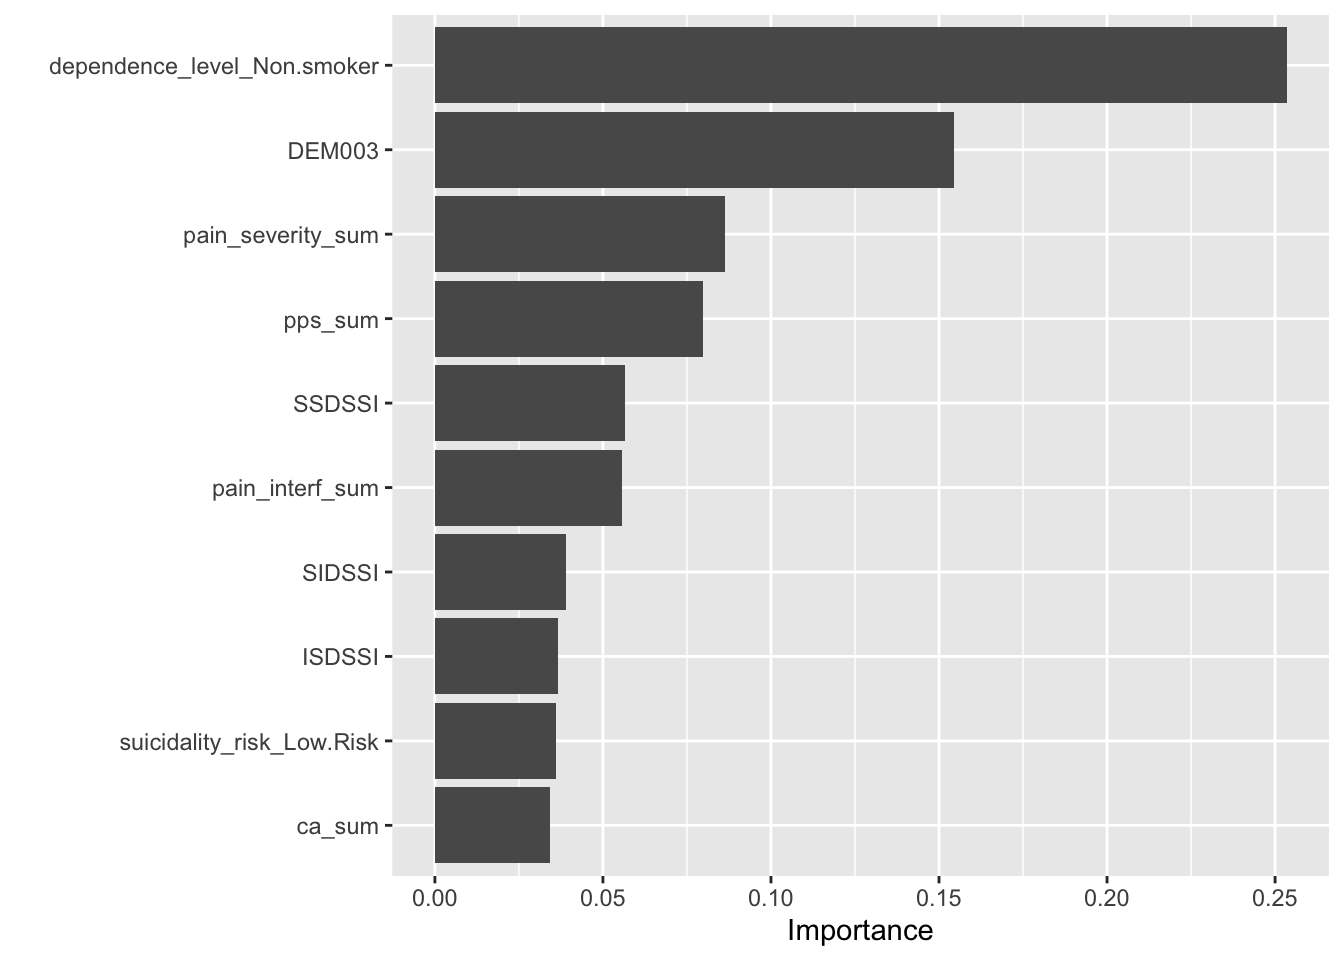 dependence_level_Non.smoker
DEM003
pain_severity_sum
pps_sum
SSDSSI
pain_interf_sum
SIDSSI
ISDSSI
suicidality_risk_Low.Risk
ca_sum
0.00 0.05 0.10 0.15 0.20 0.25
Importance